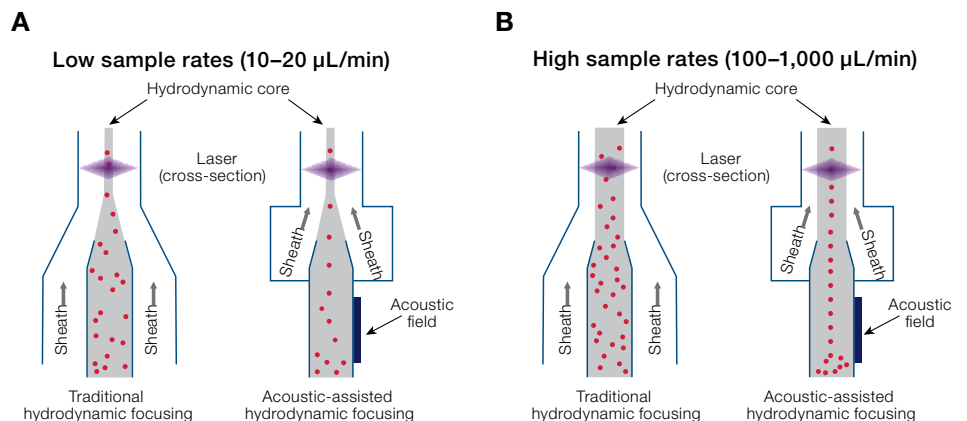 A
Low sample rates (10–20 µL/min)
Hydrodynamic core
Laser
(cross-section)
Sheath
Sheath
Sheath
Sheath
Acoustic
field
Traditional
hydrodynamic focusing
Acoustic-assisted
hydrodynamic focusing
B
High sample rates (100–1,000 µL/min)
Hydrodynamic core
Laser
(cross-section)
Sheath
Sheath
Sheath
Sheath
Acoustic
field
Traditional
hydrodynamic focusing
Acoustic-assisted
hydrodynamic focusing